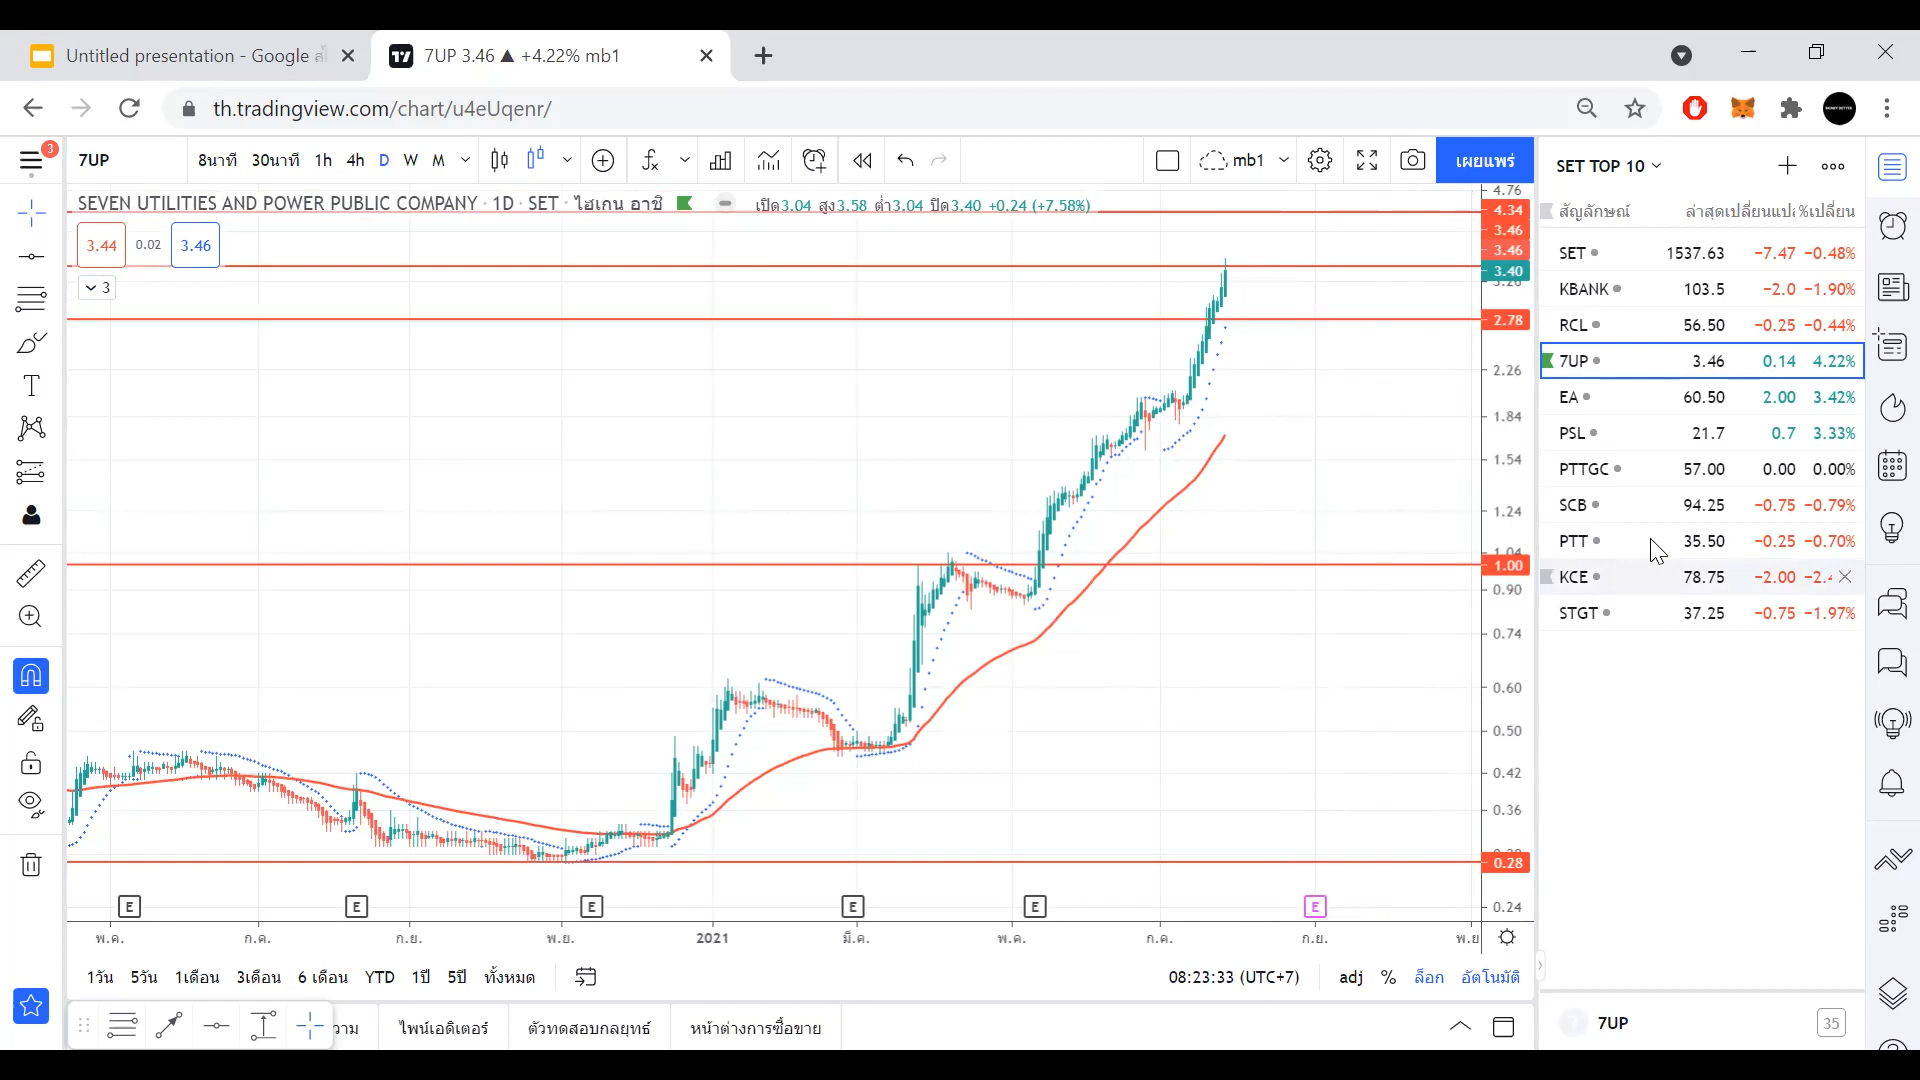 Untitled presentation - Google ส
7UP 3.46 ▲ +4.22% mb1
th.tradingview.com/chart/u4eUqenr/
3
7UP
8นาที 30นาที 1h 4h D W M
mb1
เผยแพร่
SET TOP 10
SEVEN UTILITIES AND POWER PUBLIC COMPANY · 1D · SET · ไฮเกน อาชิ
เปิด3.04 สูง3.58 ต่ำ3.04 ปิด3.40 +0.24 (+7.58%)
3.44 0.02 3.46
3
4.76
4.34
3.46
3.46
3.40
3.26
2.78
2.26
1.84
1.54
1.24
1.04
1.00
0.90
0.74
0.60
0.50
0.42
0.36
0.28
0.24
E E E E E E
พ.ค. ก.ค. ก.ย. พ.ย. 2021 มี.ค. พ.ค. ก.ค. ก.ย. พ.ย
1วัน 5วัน 1เดือน 3เดือน 6 เดือน YTD 1ปี 5ปี ทั้งหมด
08:23:33 (UTC+7) adj % ล็อก อัตโนมัติ
วาม ไพน์เอดิเตอร์ ตัวทดสอบกลยุทธ์ หน้าต่างการซื้อขาย
สัญลักษณ์ ล่าสุด เปลี่ยนแปล %เปลี่ยน
SET 1537.63 −7.47 −0.48%
KBANK 103.5 −2.0 −1.90%
RCL 56.50 −0.25 −0.44%
7UP 3.46 0.14 4.22%
EA 60.50 2.00 3.42%
PSL 21.7 0.7 3.33%
PTTGC 57.00 0.00 0.00%
SCB 94.25 −0.75 −0.79%
PTT 35.50 −0.25 −0.70%
KCE 78.75 −2.00 −2.4
STGT 37.25 −0.75 −1.97%
7UP 35